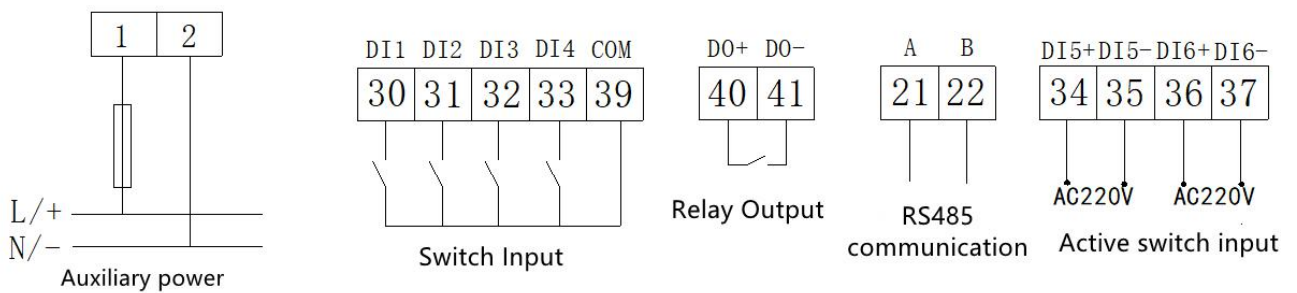 1 2
L/+
N/-
Auxiliary power
DI1 DI2 DI3 DI4 COM
30 31 32 33 39
Switch Input
DO+ DO-
40 41
Relay Output
A B
21 22
RS485
communication
DI5+DI5-DI6+DI6-
34 35 36 37
AC220V AC220V
Active switch input